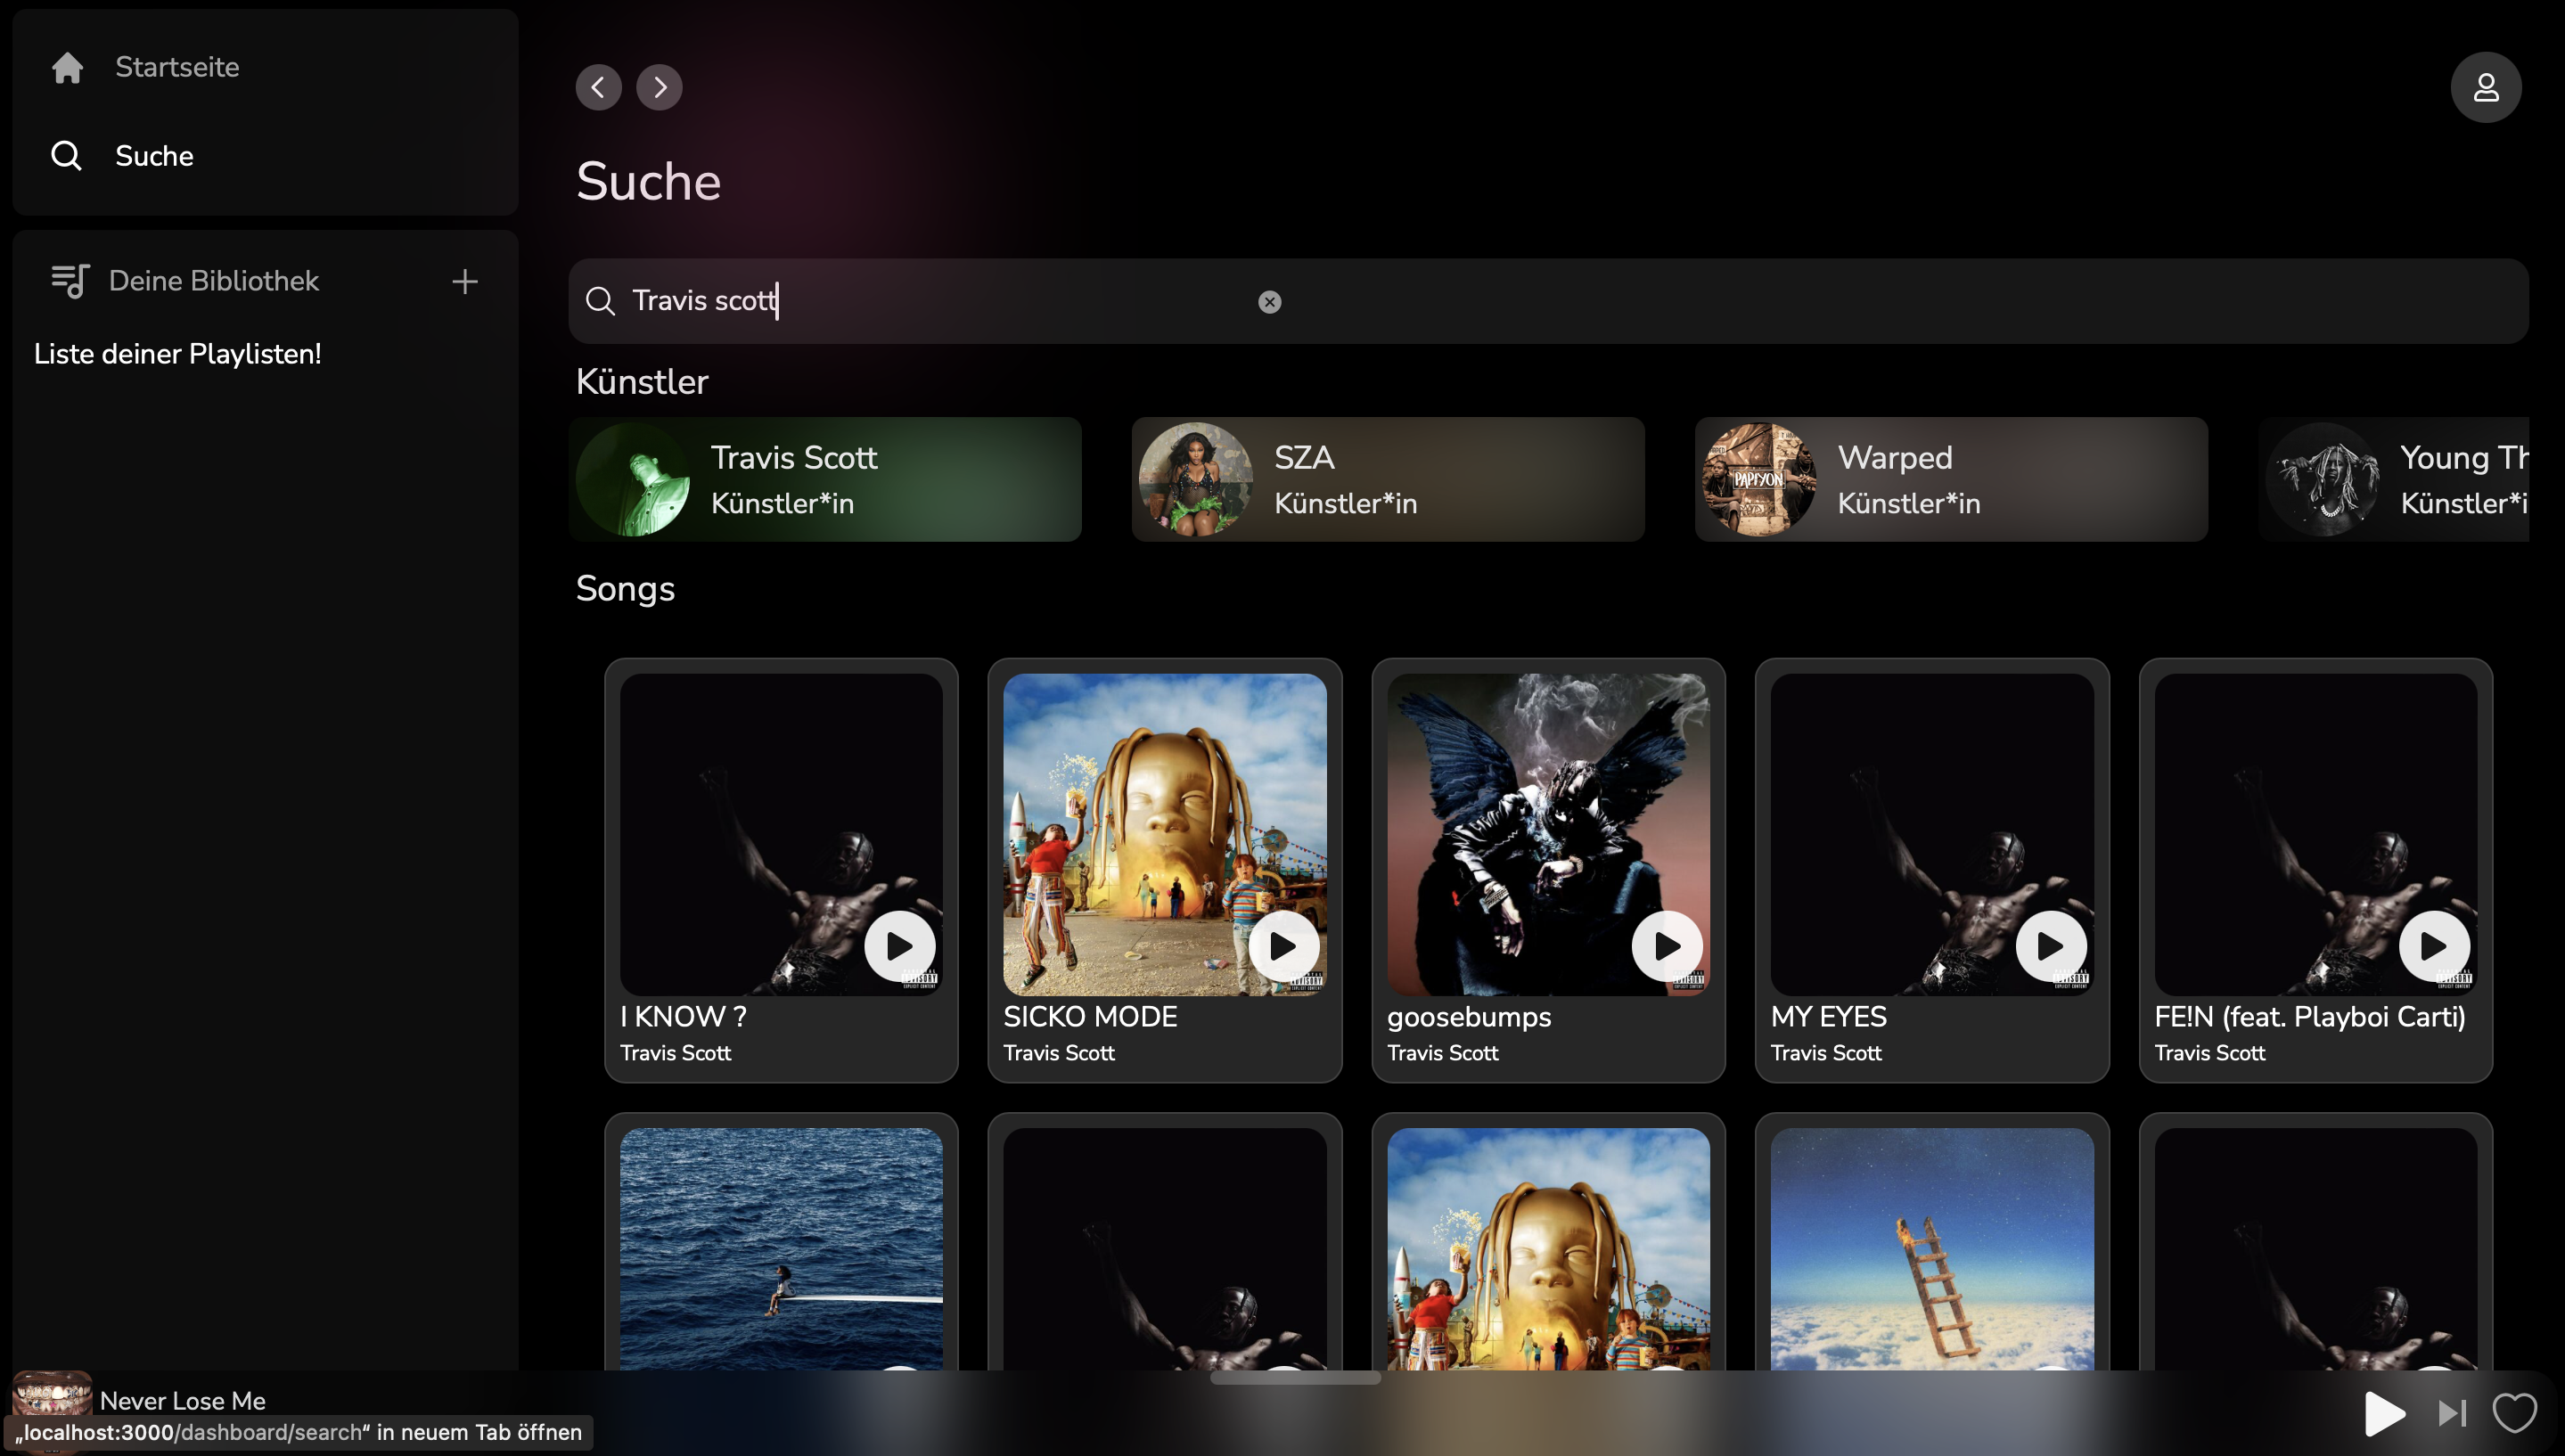 Startseite
Suche
Deine Bibliothek
Liste deiner Playlisten!
Suche
Travis scott
Künstler
Travis Scott
Künstler*in
SZA
Künstler*in
PAPIYON
Warped
Künstler*in
Young Th
Künstler*i
Songs
I KNOW ?
Travis Scott
SICKO MODE
Travis Scott
goosebumps
Travis Scott
MY EYES
Travis Scott
FE!N (feat. Playboi Carti)
Travis Scott
Never Lose Me
„localhost:3000/dashboard/search“ in neuem Tab öffnen